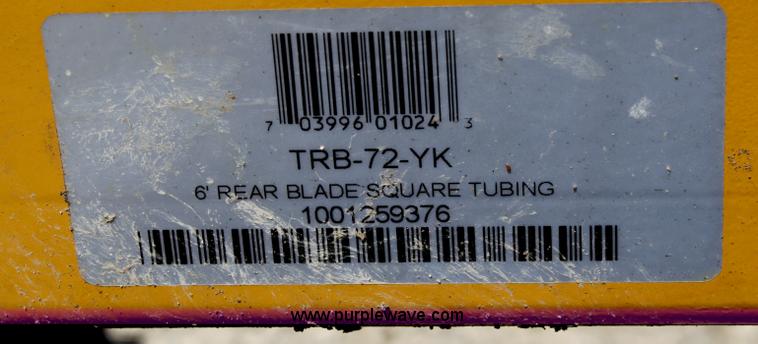 7 03996 01024 3
TRB-72-YK
6' REAR BLADE SQUARE TUBING
1001259376
www.purplewave.com